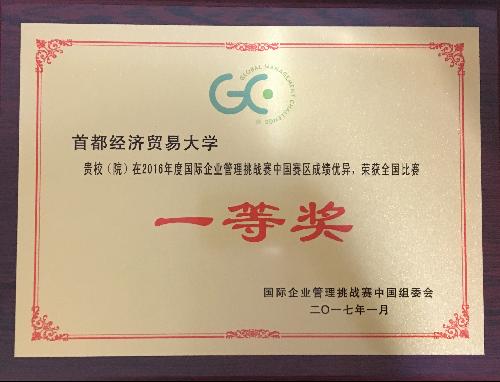 GLOBAL MANAGEMENT CHALLENGE ®
首都经济贸易大学
贵校（院）在2016年度国际企业管理挑战赛中国赛区成绩优异，荣获全国比赛
一等奖
国际企业管理挑战赛中国组委会
二〇一七年一月